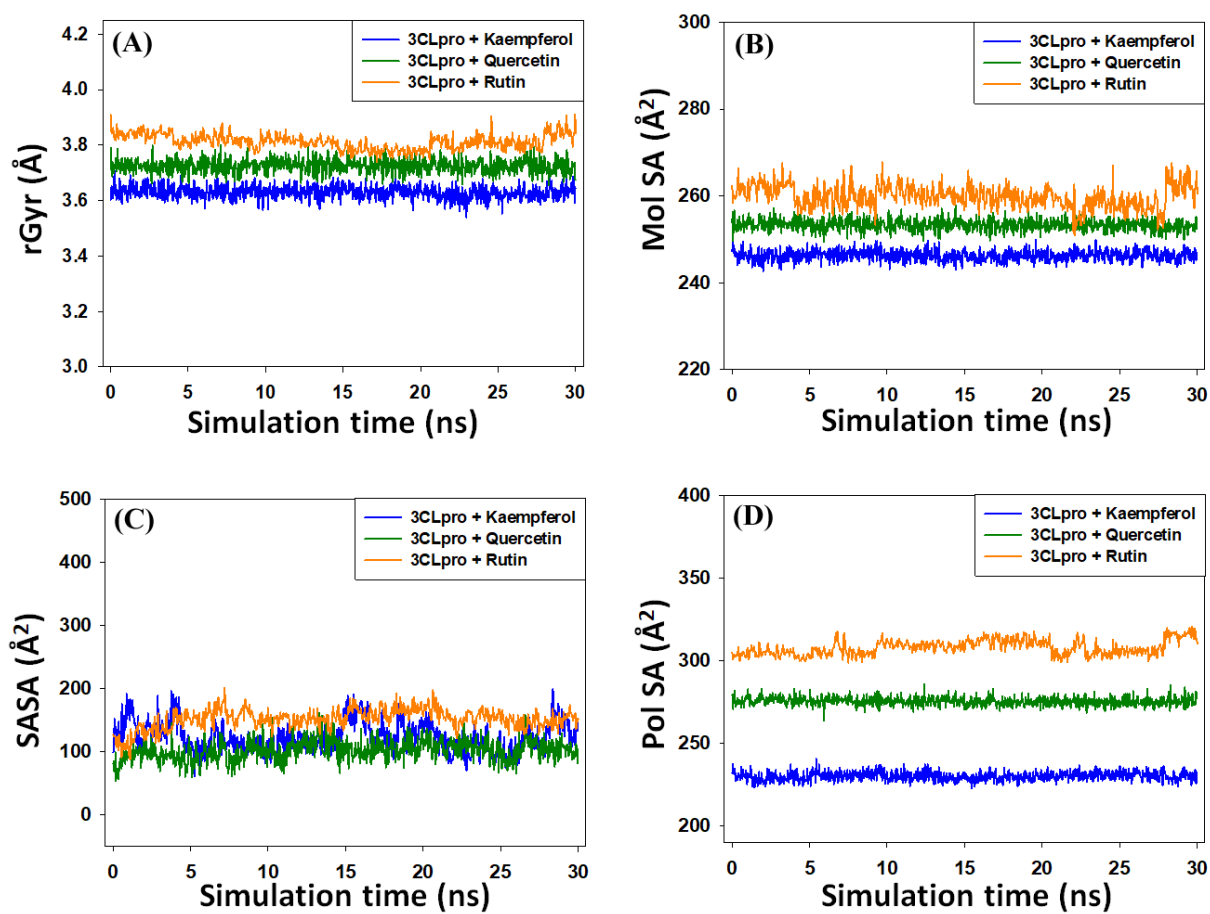 (A)
3CLpro + Kaempferol
3CLpro + Quercetin
3CLpro + Rutin
rGyr (Å)
4.2
4.0
3.8
3.6
3.4
3.2
3.0
0 5 10 15 20 25 30
Simulation time (ns)
(B)
3CLpro + Kaempferol
3CLpro + Quercetin
3CLpro + Rutin
Mol SA (Å²)
300
280
260
240
220
0 5 10 15 20 25 30
Simulation time (ns)
(C)
3CLpro + Kaempferol
3CLpro + Quercetin
3CLpro + Rutin
SASA (Å²)
500
400
300
200
100
0
0 5 10 15 20 25 30
Simulation time (ns)
(D)
3CLpro + Kaempferol
3CLpro + Quercetin
3CLpro + Rutin
Pol SA (Å²)
400
350
300
250
200
0 5 10 15 20 25 30
Simulation time (ns)